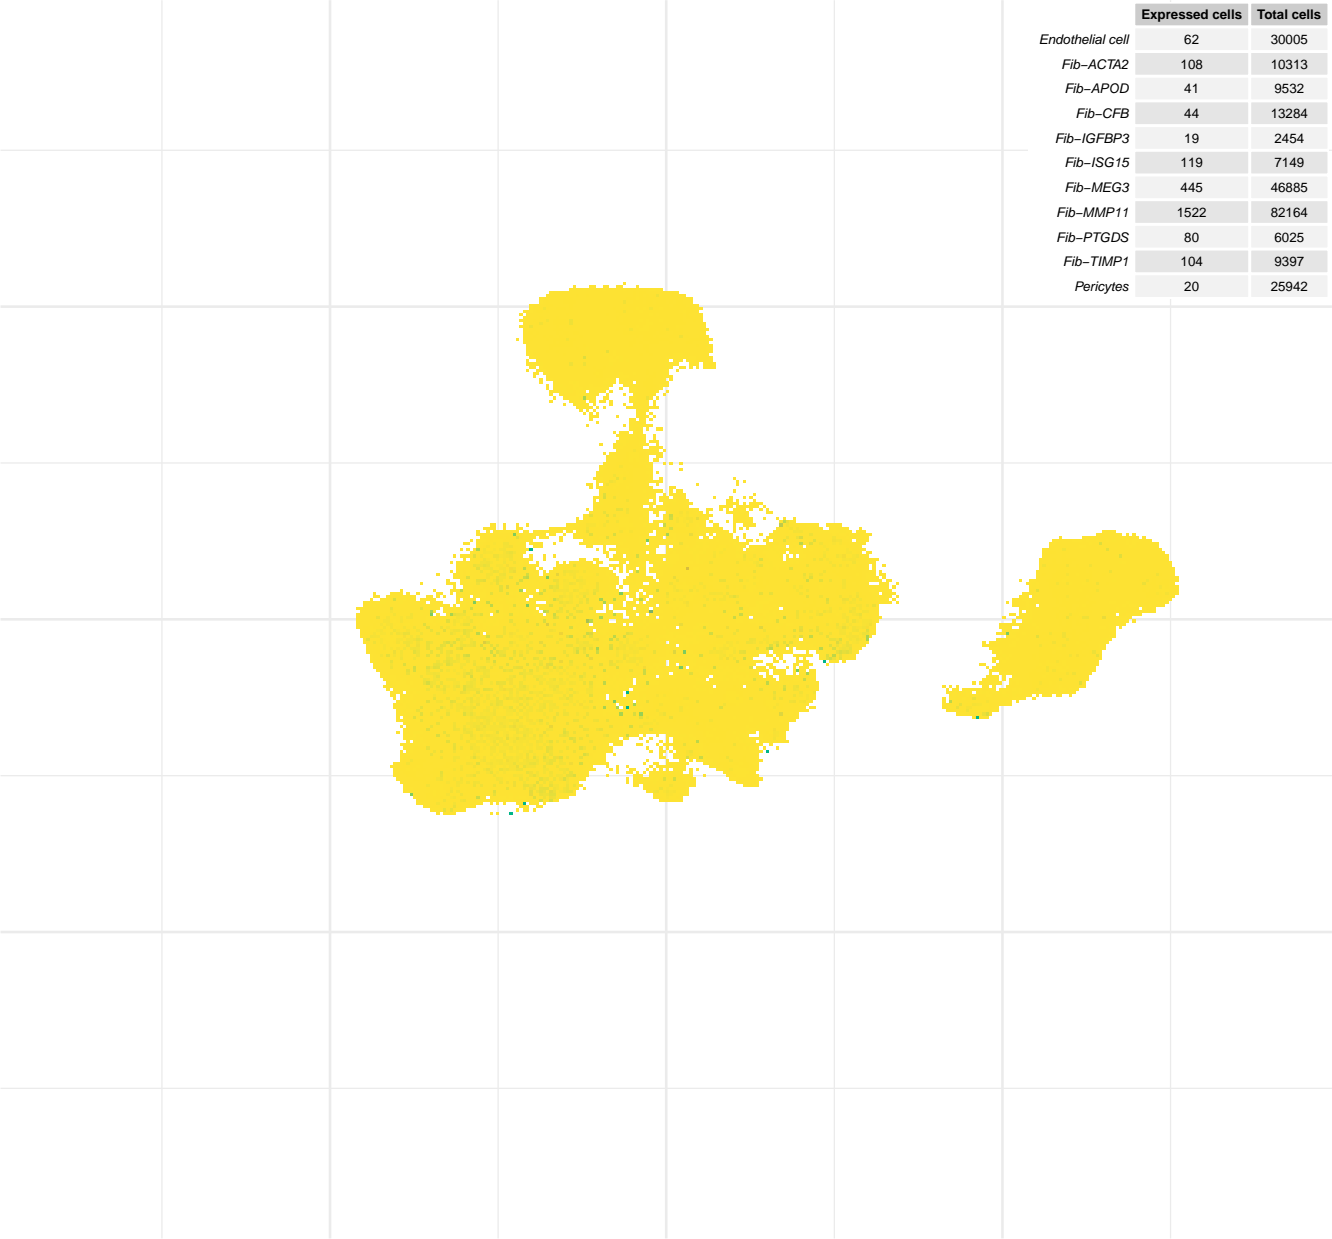 Expressed cells Total cells
Endothelial cell 62 30005
Fib−ACTA2 108 10313
Fib−APOD 41 9532
Fib−CFB 44 13284
Fib−IGFBP3 19 2454
Fib−ISG15 119 7149
Fib−MEG3 445 46885
Fib−MMP11 1522 82164
Fib−PTGDS 80 6025
Fib−TIMP1 104 9397
Pericytes 20 25942